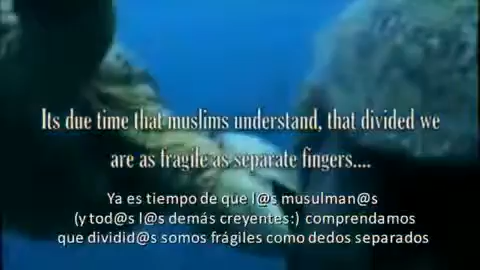 Its due time that muslims understand, that divided we
are as fragile as separate fingers....
Ya es tiempo de que l@s musulman@s
(y tod@s l@s demás creyentes:) comprendamos
que dividid@s somos frágiles como dedos separados